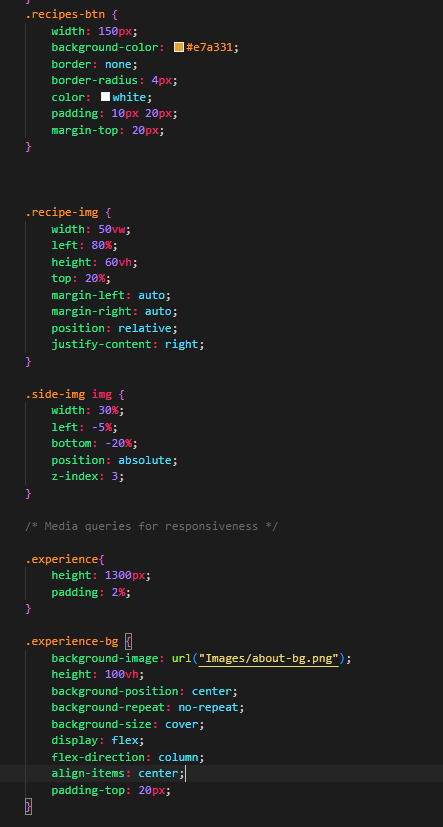 }
.recipes-btn {
width: 150px;
background-color: #e7a331;
border: none;
border-radius: 4px;
color: white;
padding: 10px 20px;
margin-top: 20px;
}
.recipe-img {
width: 50vw;
left: 80%;
height: 60vh;
top: 20%;
margin-left: auto;
margin-right: auto;
position: relative;
justify-content: right;
}
.side-img img {
width: 30%;
left: -5%;
bottom: -20%;
position: absolute;
z-index: 3;
}
/* Media queries for responsiveness */
.experience{
height: 1300px;
padding: 2%;
}
.experience-bg {
background-image: url("Images/about-bg.png");
height: 100vh;
background-position: center;
background-repeat: no-repeat;
background-size: cover;
display: flex;
flex-direction: column;
align-items: center;
padding-top: 20px;
}